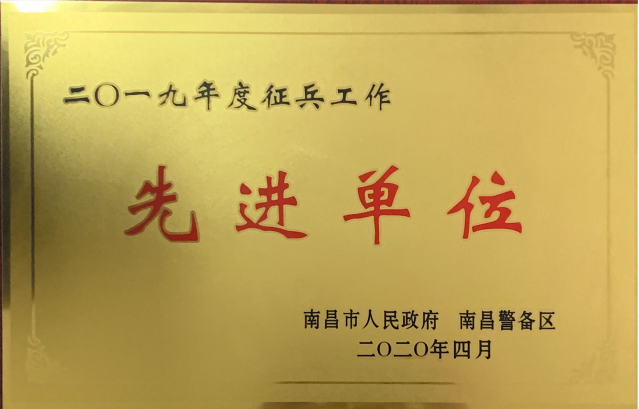 二〇一九年度征兵工作
先进单位
南昌市人民政府 南昌警备区
二〇二〇年四月